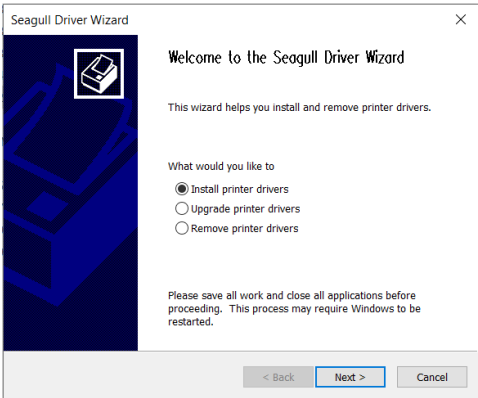 Seagull Driver Wizard
Welcome to the Seagull Driver Wizard
This wizard helps you install and remove printer drivers.
What would you like to
Install printer drivers
Upgrade printer drivers
Remove printer drivers
Please save all work and close all applications before
proceeding. This process may require Windows to be
restarted.
< Back Next > Cancel